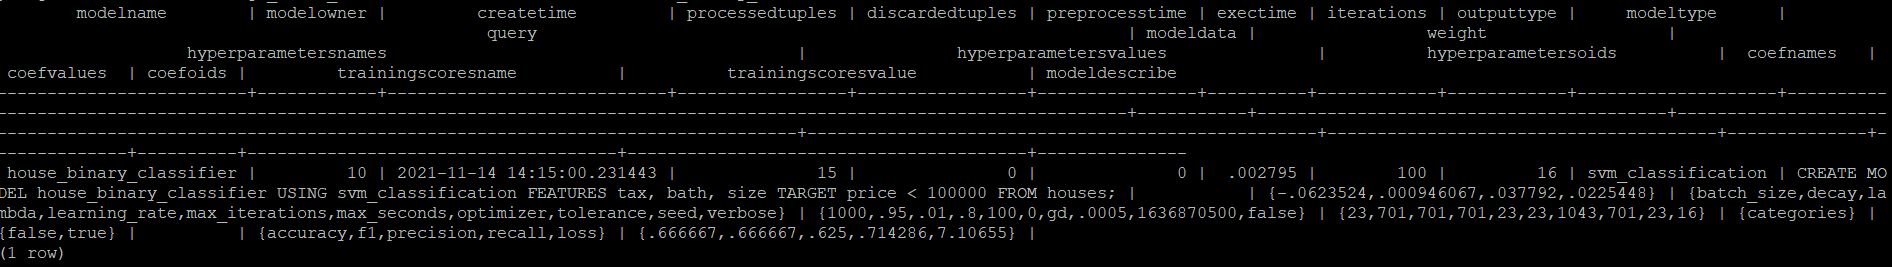 modelname | modelowner | createtime | processedtuples | discardedtuples | preprocesstime | exectime | iterations | outputtype | modeltype |
query | modeldata | weight |
hyperparametersnames | hyperparametersvalues | hyperparametersoids | coefnames |
coefvalues | coefoids | trainingscoresname | trainingscoresvalue | modeldescribe
-------------------------+------------+----------------------------+-----------------+-----------------+----------------+----------+------------+------------+--------------------+----------
-----------------------------------------------------------------------------------------------------------------+-----------+-----------------------------------------+---------------------
--------------------------------------------------------------------------------+---------------------------------------------------+---------------------------------------+--------------+-
-------------+----------+-------------------------------------+----------------------------------------+---------------
house_binary_classifier | 10 | 2021-11-14 14:15:00.231443 | 15 | 0 | 0 | .002795 | 100 | 16 | svm_classification | CREATE MO
DEL house_binary_classifier USING svm_classification FEATURES tax, bath, size TARGET price < 100000 FROM houses; | | {-.0623524,.000946067,.037792,.0225448} | {batch_size,decay,la
mbda,learning_rate,max_iterations,max_seconds,optimizer,tolerance,seed,verbose} | {1000,.95,.01,.8,100,0,gd,.0005,1636870500,false} | {23,701,701,701,23,23,1043,701,23,16} | {categories} |
{false,true} | | {accuracy,f1,precision,recall,loss} | {.666667,.666667,.625,.714286,7.10655} |
(1 row)